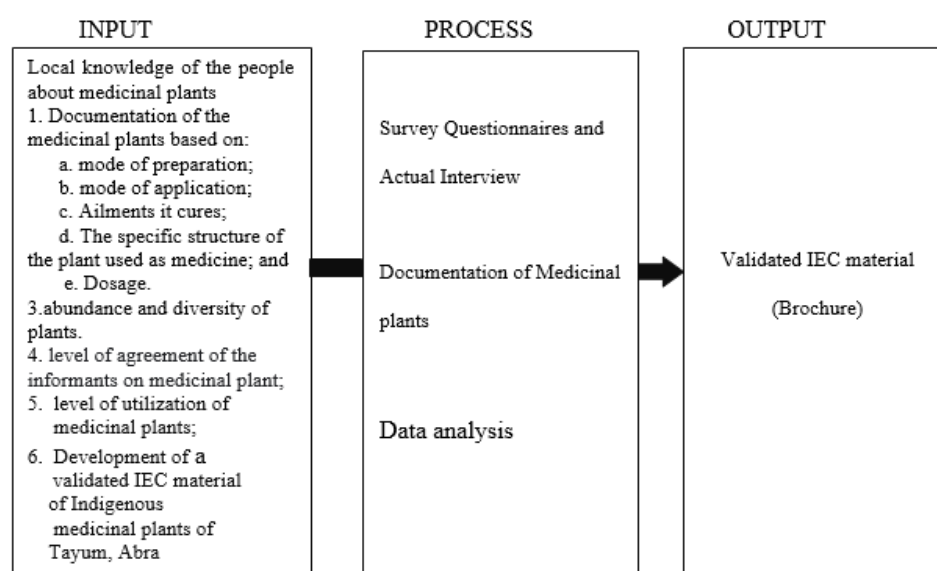 INPUT
Local knowledge of the people
about medicinal plants
1. Documentation of the
medicinal plants based on:
a. mode of preparation;
b. mode of application;
c. Ailments it cures;
d. The specific structure of
the plant used as medicine; and
e. Dosage.
3.abundance and diversity of
plants.
4. level of agreement of the
informants on medicinal plant;
5. level of utilization of
medicinal plants;
6. Development of a
validated IEC material
of Indigenous
medicinal plants of
Tayum, Abra
PROCESS
Survey Questionnaires and
Actual Interview
Documentation of Medicinal
plants
Data analysis
OUTPUT
Validated IEC material
(Brochure)